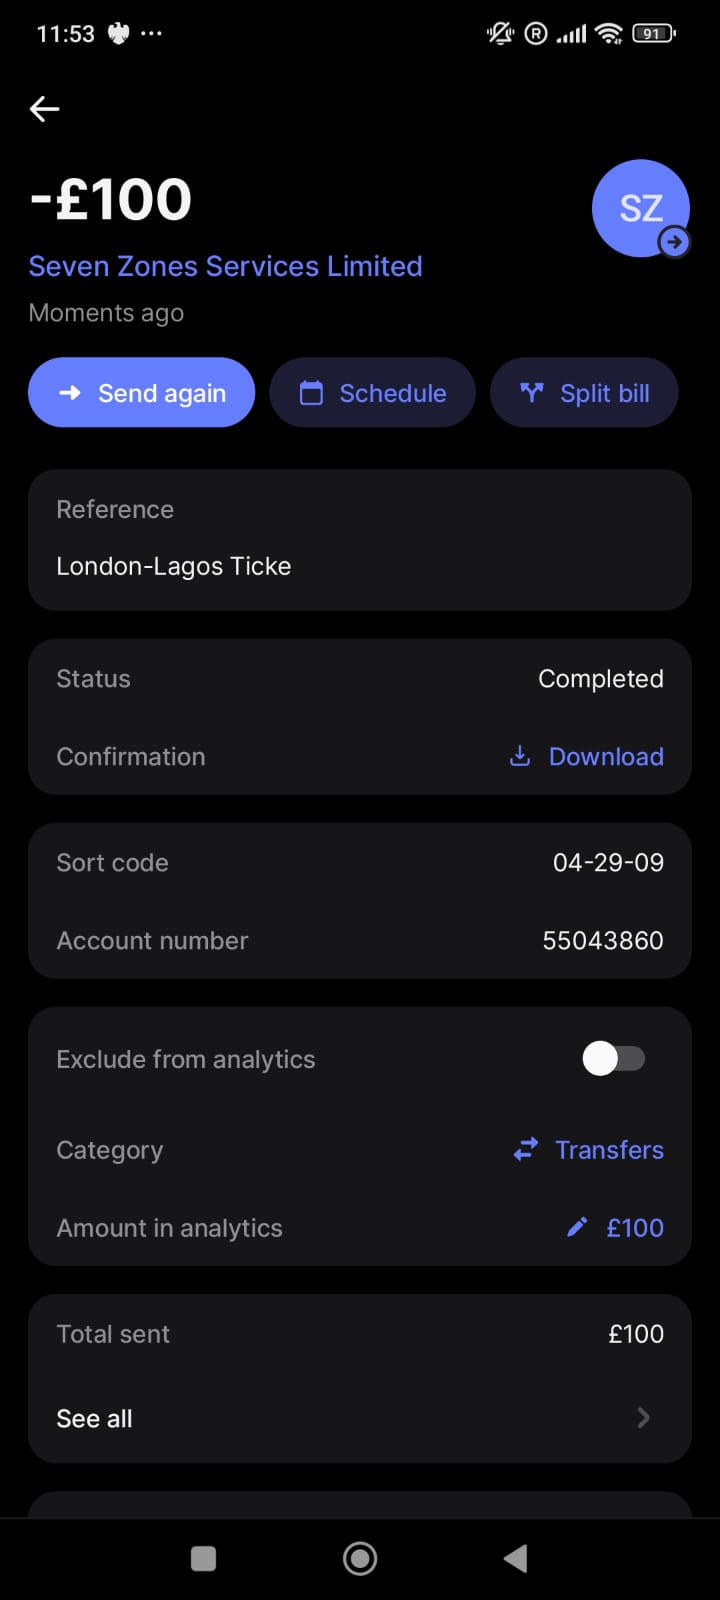 11:53
R
91
-£100
SZ
Seven Zones Services Limited
Moments ago
Send again
Schedule
Split bill
Reference
London-Lagos Ticke
Status
Completed
Confirmation
Download
Sort code
04-29-09
Account number
55043860
Exclude from analytics
Category
Transfers
Amount in analytics
£100
Total sent
£100
See all